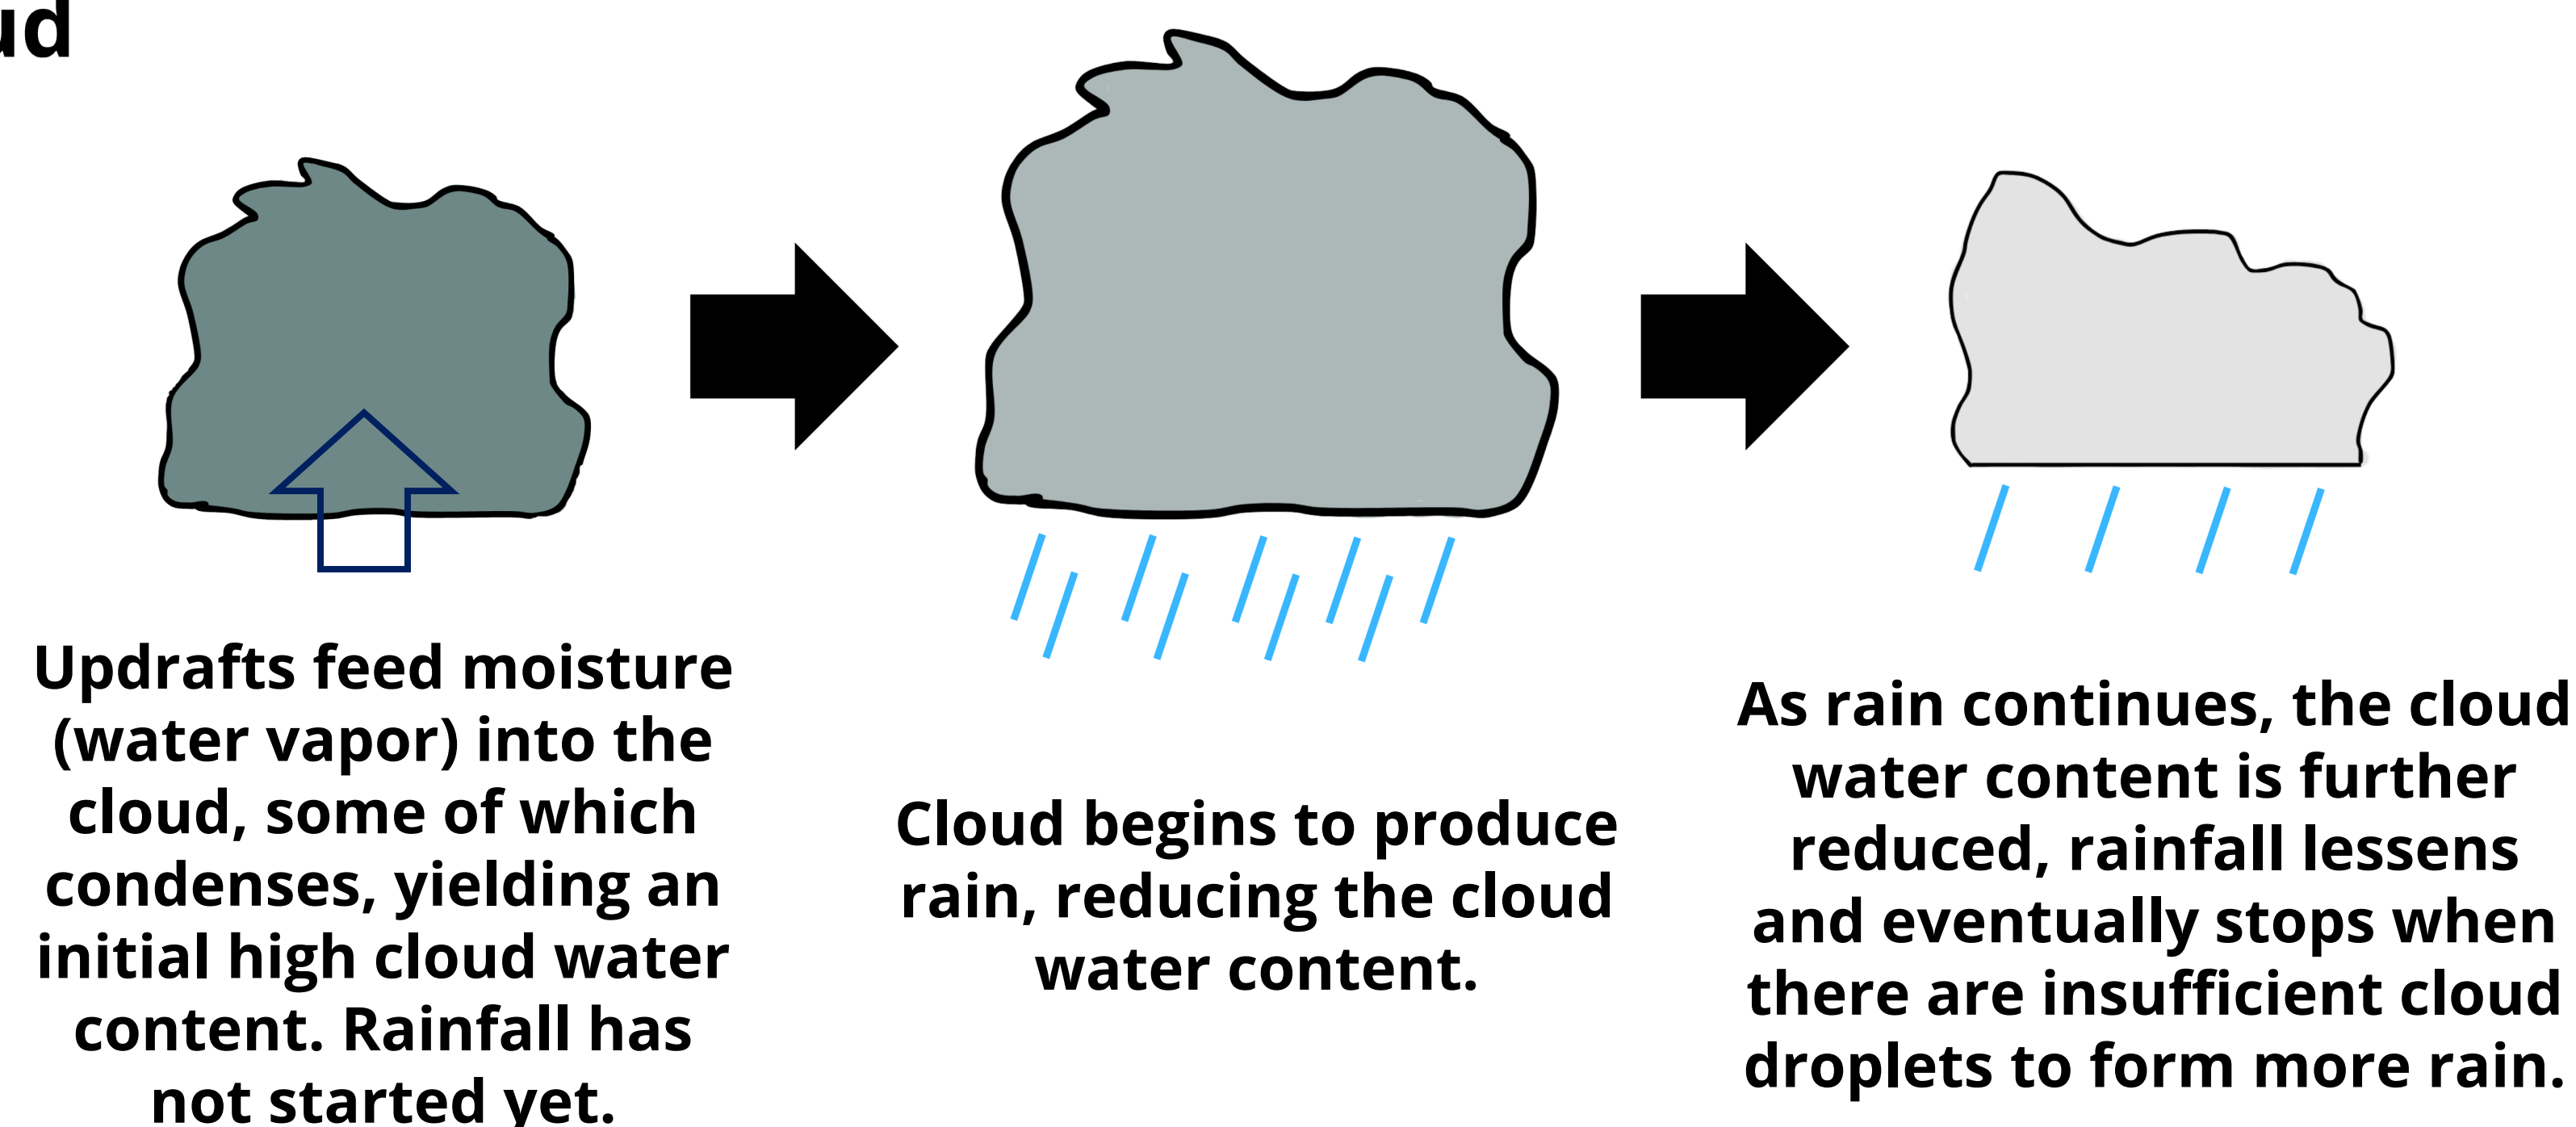 ud
Updrafts feed moisture
(water vapor) into the
cloud, some of which
condenses, yielding an
initial high cloud water
content. Rainfall has
not started yet.
Cloud begins to produce
rain, reducing the cloud
water content.
As rain continues, the cloud
water content is further
reduced, rainfall lessens
and eventually stops when
there are insufficient cloud
droplets to form more rain.